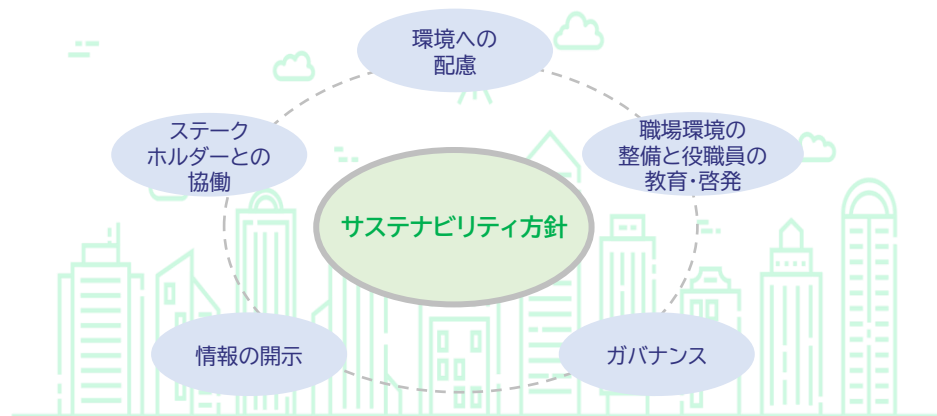 環境への
配慮
ステーク
ホルダーとの
協働
職場環境の
整備と役職員の
教育・啓発
サステナビリティ方針
情報の開示
ガバナンス